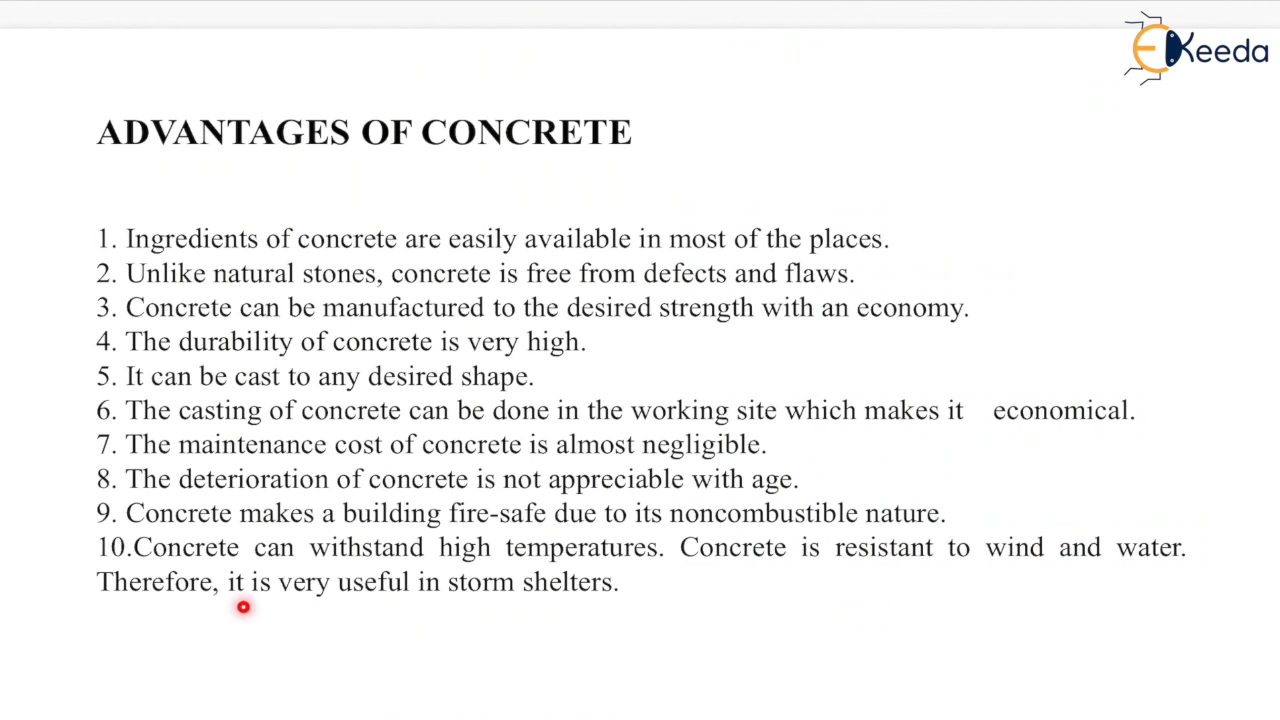 EKeeda
ADVANTAGES OF CONCRETE
1. Ingredients of concrete are easily available in most of the places.
2. Unlike natural stones, concrete is free from defects and flaws.
3. Concrete can be manufactured to the desired strength with an economy.
4. The durability of concrete is very high.
5. It can be cast to any desired shape.
6. The casting of concrete can be done in the working site which makes it economical.
7. The maintenance cost of concrete is almost negligible.
8. The deterioration of concrete is not appreciable with age.
9. Concrete makes a building fire-safe due to its noncombustible nature.
10.Concrete can withstand high temperatures. Concrete is resistant to wind and water.
Therefore, it is very useful in storm shelters.